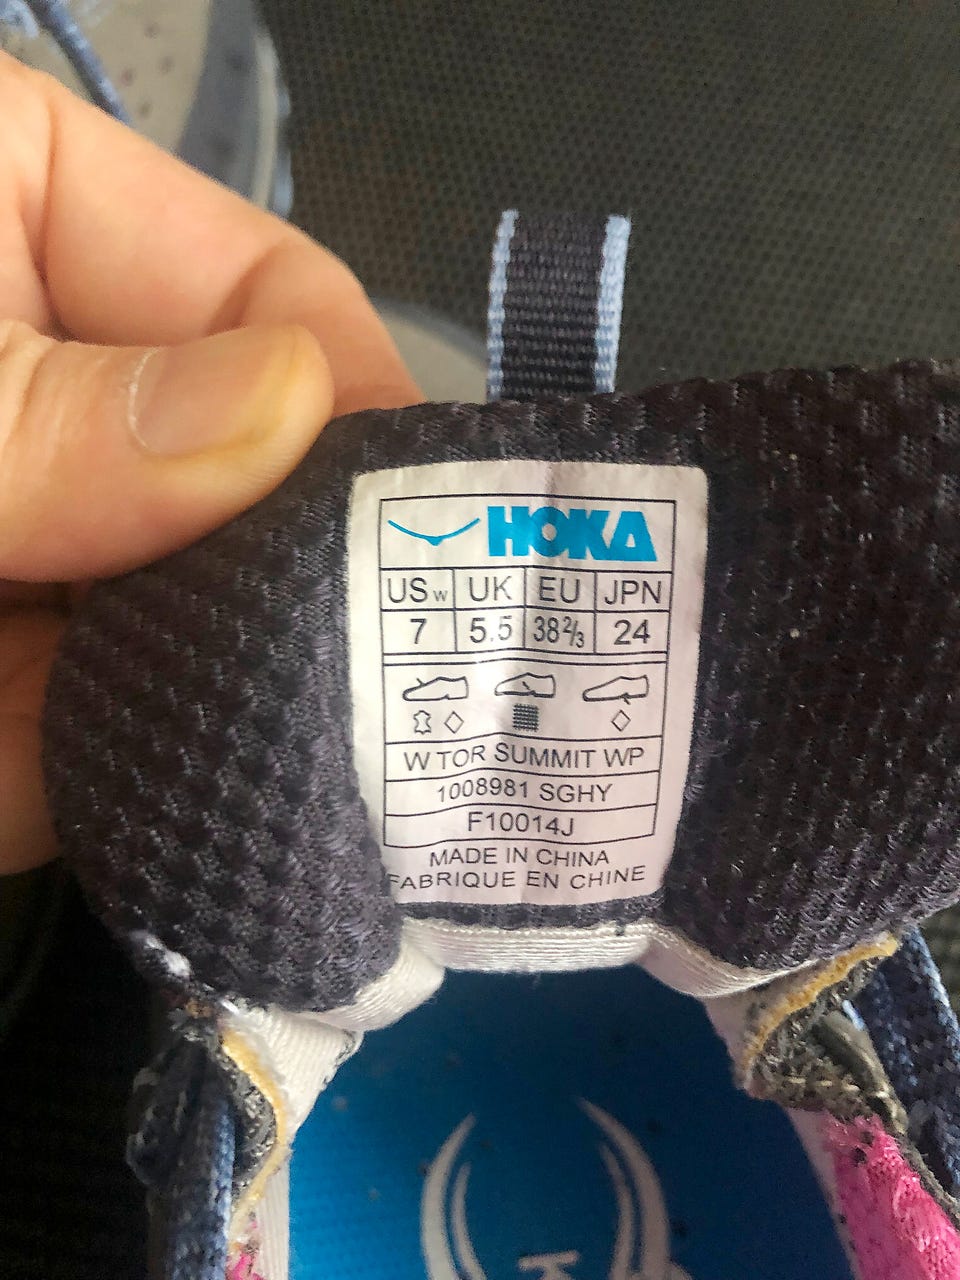 HOKA
USw UK EU JPN
7 5.5 38⅔ 24
W TOR SUMMIT WP
1008981 SGHY
F10014J
MADE IN CHINA
FABRIQUE EN CHINE